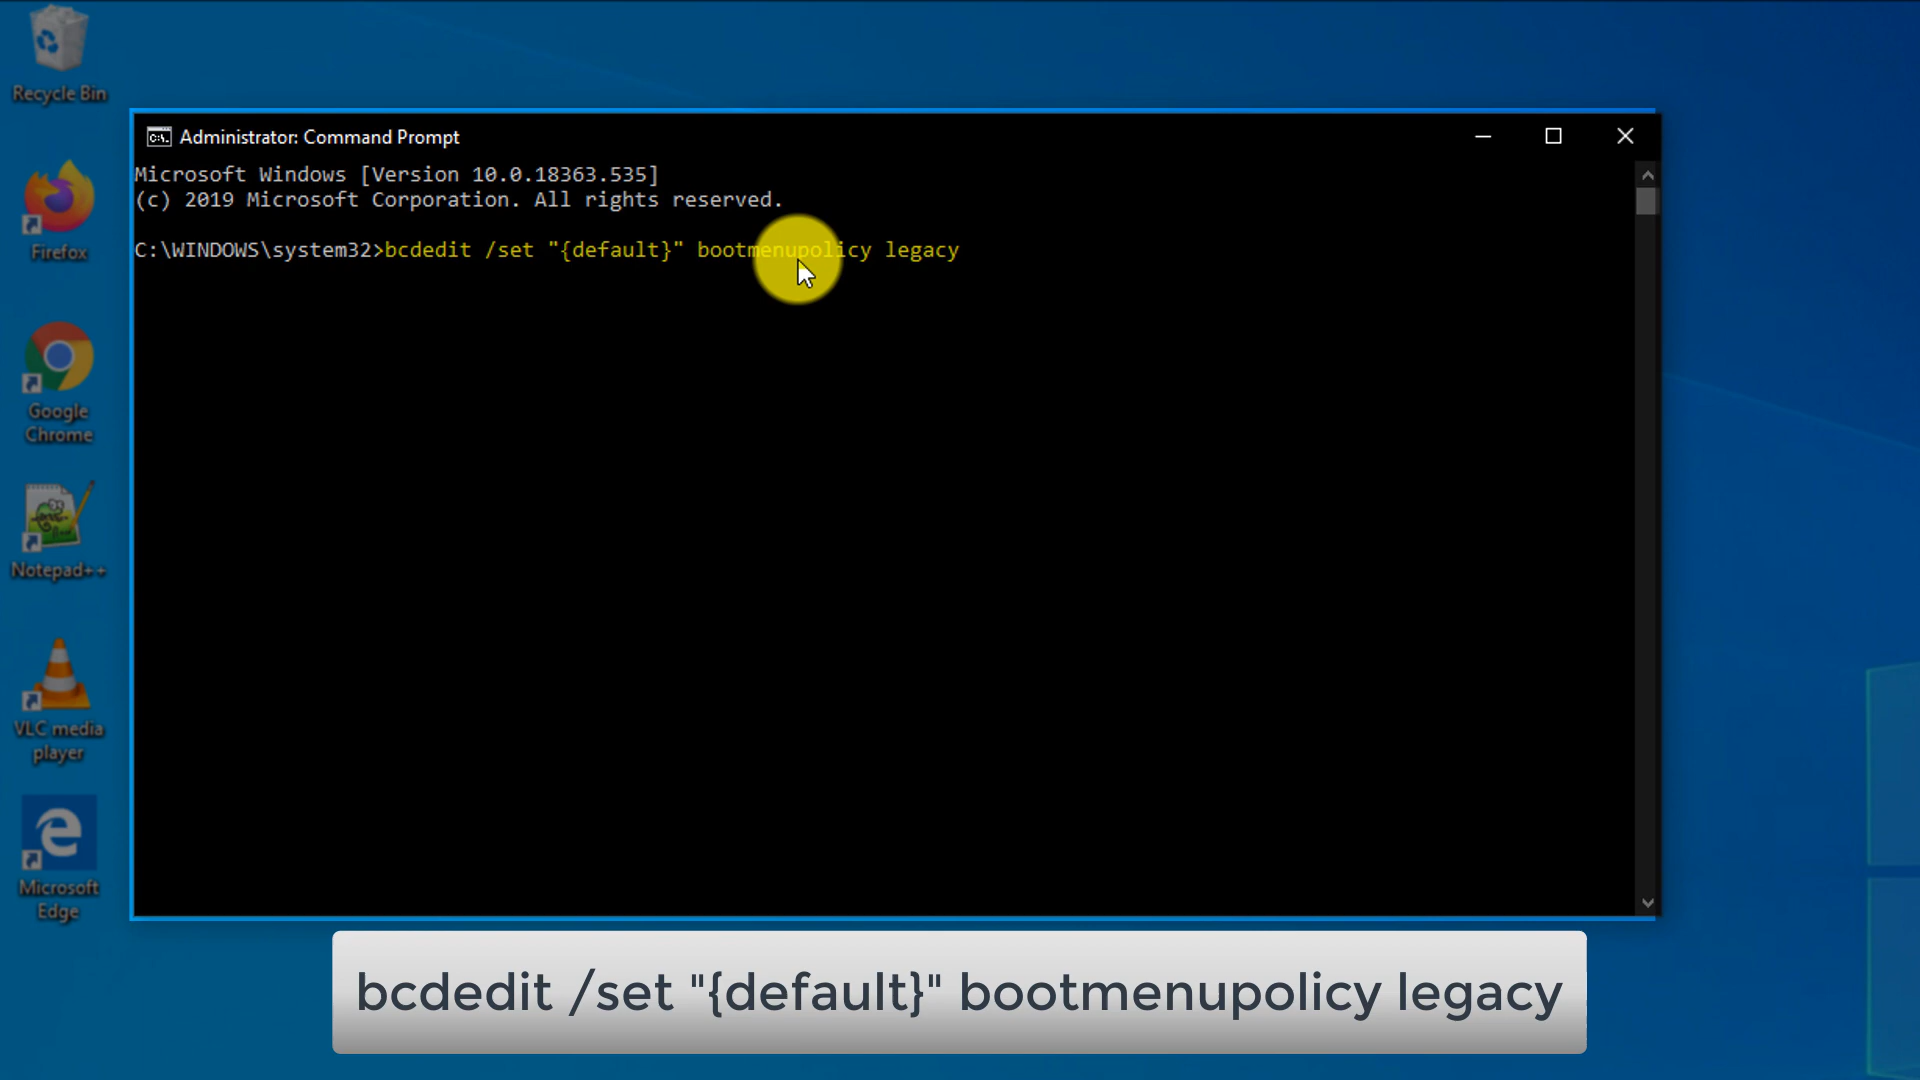 Recycle Bin
Firefox
Google
Chrome
Notepad++
VLC media
player
Microsoft
Edge
Administrator: Command Prompt
Microsoft Windows [Version 10.0.18363.535]
(c) 2019 Microsoft Corporation. All rights reserved.
C:\WINDOWS\system32>bcdedit /set "{default}" bootmenupolicy legacy
bcdedit /set "{default}" bootmenupolicy legacy